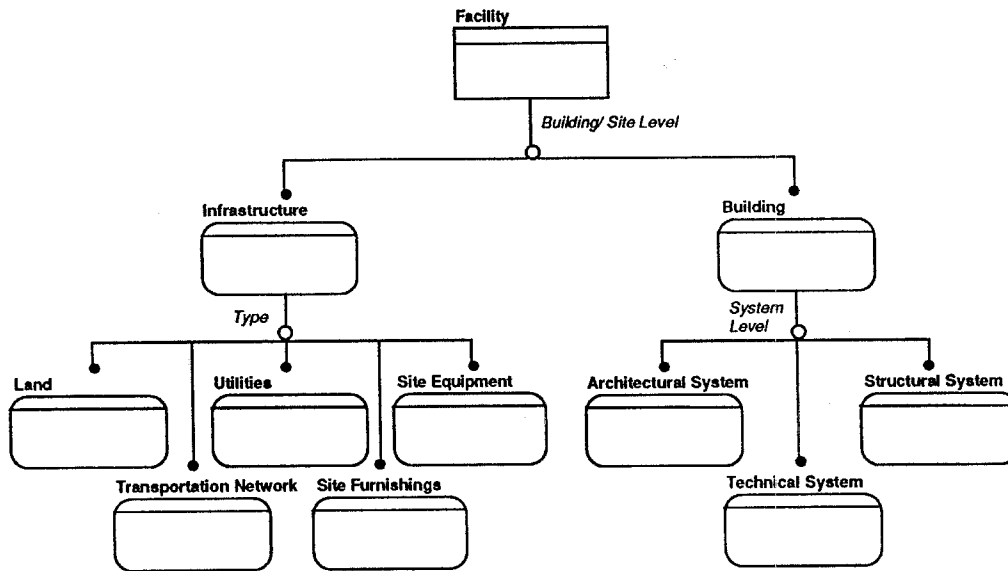 Facility
Building/ Site Level
Infrastructure
Building
Type
System
Level
Land
Utilities
Site Equipment
Architectural System
Structural System
Transportation Network
Site Furnishings
Technical System